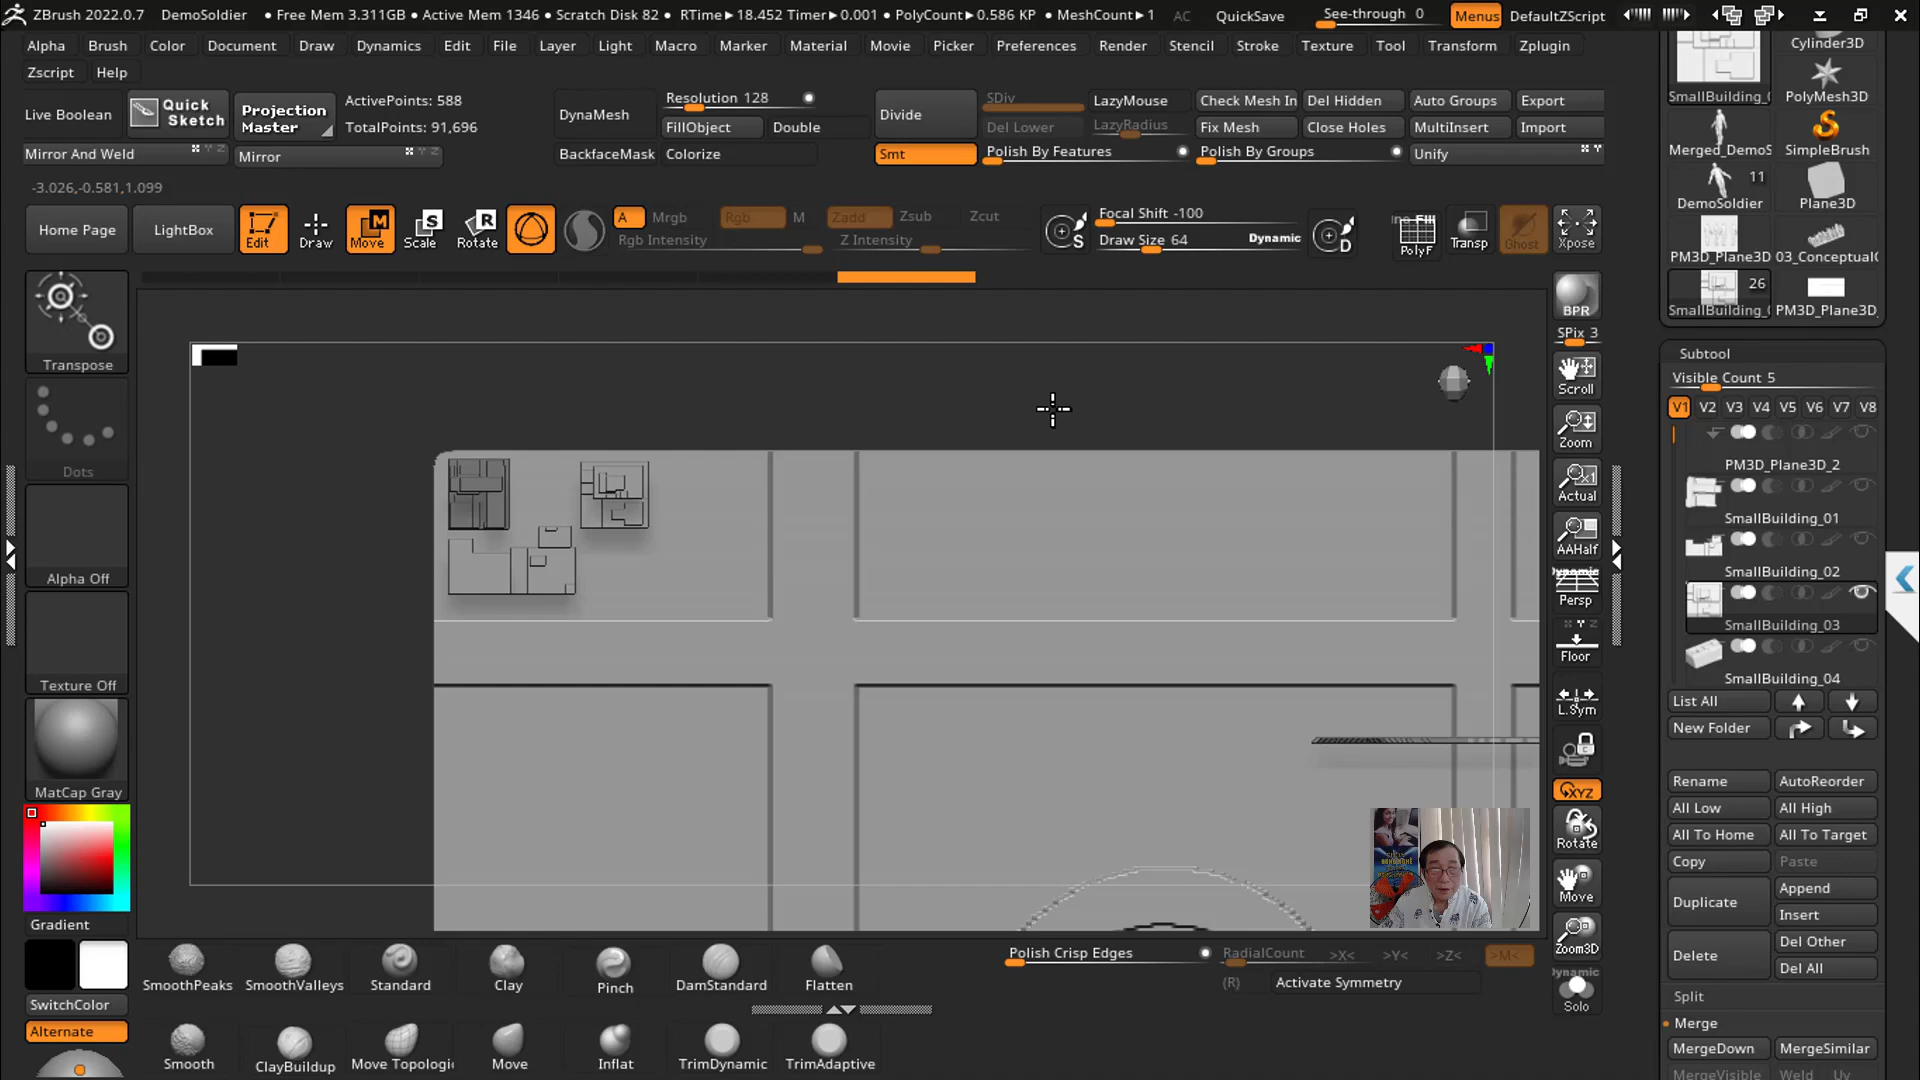 ZBrush 2022.0.7 DemoSoldier • Free Mem 3.311GB • Active Mem 1346 • Scratch Disk 82 • RTime▶18.452 Timer▶0.001 • PolyCount▶0.586 KP • MeshCount▶1 AC QuickSave See-through 0 Menus DefaultZScript
Alpha Brush Color Document Draw Dynamics Edit File Layer Light Macro Marker Material Movie Picker Preferences Render Stencil Stroke Texture Tool Transform Zplugin
Zscript Help
Live Boolean
Quick Sketch
Projection Master
ActivePoints: 588
TotalPoints: 91,696
Mirror And Weld
Mirror
DynaMesh
Resolution 128
FillObject Double
BackfaceMask Colorize
Divide
Smt
SDiv
Del Lower
LazyMouse
LazyRadius
Check Mesh In Del Hidden Auto Groups Export
Fix Mesh Close Holes MultiInsert Import
Polish By Features Polish By Groups Unify
-3.026,-0.581,1.099
Home Page LightBox Edit Draw Move Scale Rotate
A Mrgb Rgb M Zadd Zsub Zcut
Rgb Intensity Z Intensity
Focal Shift -100
Draw Size 64 Dynamic
S D
PolyF Transp Ghost Xpose
Transpose
Dots
Alpha Off
Texture Off
MatCap Gray
Gradient
SwitchColor
Alternate
BPR
SPix 3
Scroll
Zoom
Actual
AAHalf
Dynamic
Persp
Floor
L.Sym
XYZ
Rotate
Move
Zoom3D
Dynamic
Solo
SmoothPeaks SmoothValleys Standard Clay Pinch DamStandard Flatten
Smooth ClayBuildup Move Topologi Move Inflat TrimDynamic TrimAdaptive
Polish Crisp Edges RadialCount >X< >Y< >Z< >M<
(R) Activate Symmetry
Cylinder3D
PolyMesh3D
SmallBuilding_
Merged_DemoS SimpleBrush
11
DemoSoldier Plane3D
PM3D_Plane3D 03_Conceptual
26
SmallBuilding_ PM3D_Plane3D_
Subtool
Visible Count 5
V1 V2 V3 V4 V5 V6 V7 V8
PM3D_Plane3D_2
SmallBuilding_01
SmallBuilding_02
SmallBuilding_03
SmallBuilding_04
List All
New Folder
Rename AutoReorder
All Low All High
All To Home All To Target
Copy Paste
Duplicate Append
Insert
Delete Del Other
Del All
Split
Merge
MergeDown MergeSimilar
MergeVisible Weld Uv